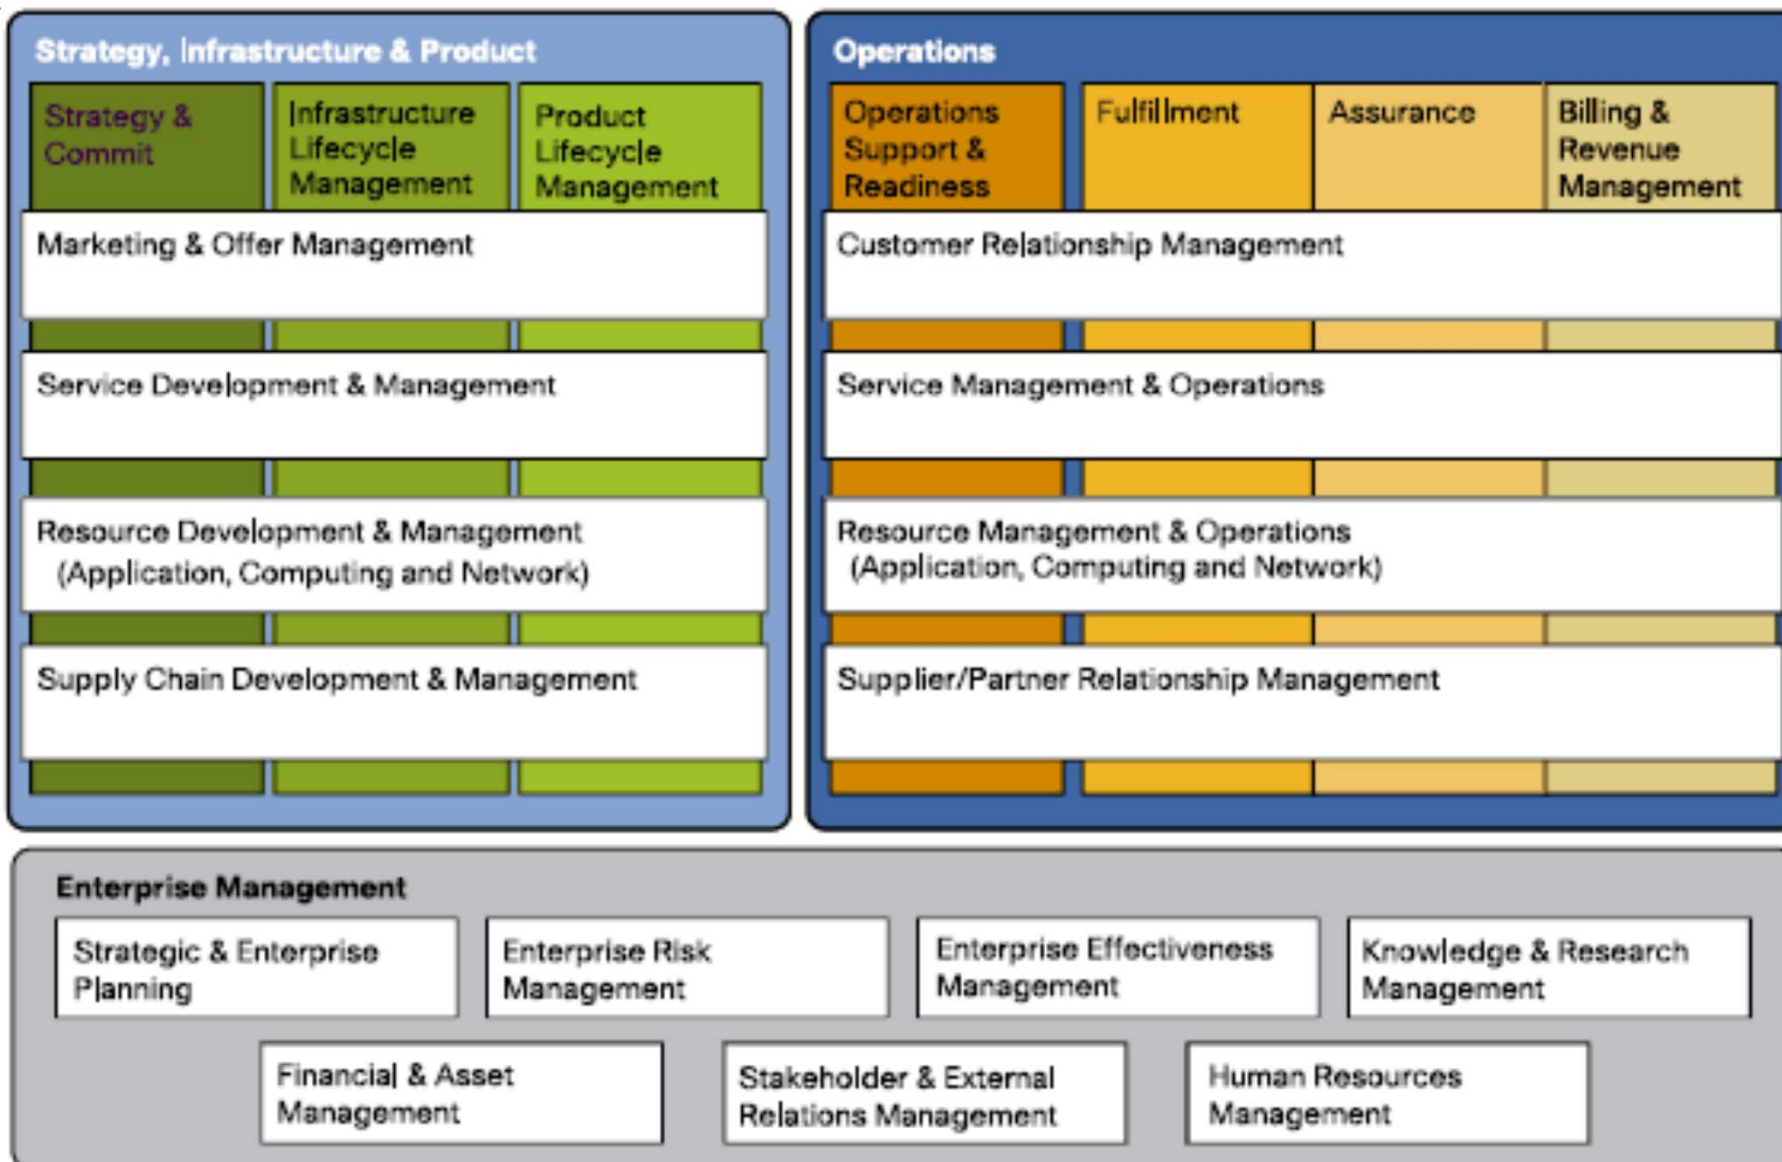 Strategy, Infrastructure & Product
Strategy &
Commit
Infrastructure
Lifecycle
Management
Product
Lifecycle
Management
Marketing & Offer Management
Service Development & Management
Resource Development & Management
(Application, Computing and Network)
Supply Chain Development & Management
Operations
Operations
Support &
Readiness
Fulfillment
Assurance
Billing &
Revenue
Management
Customer Relationship Management
Service Management & Operations
Resource Management & Operations
(Application, Computing and Network)
Supplier/Partner Relationship Management
Enterprise Management
Strategic & Enterprise
Planning
Enterprise Risk
Management
Enterprise Effectiveness
Management
Knowledge & Research
Management
Financial & Asset
Management
Stakeholder & External
Relations Management
Human Resources
Management